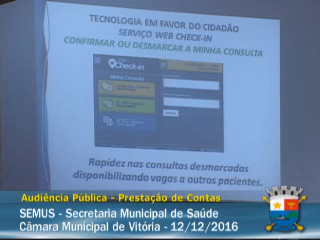 TECNOLOGIA EM FAVOR DO CIDADÃO
SERVIÇO WEB CHECK-IN
CONFIRMAR OU DESMARCAR A MINHA CONSULTA
Check-in
Minha Consulta
Rapidez nas consultas desmarcadas
disponibilizando vagas a outros pacientes.
Audiência Pública - Prestação de Contas
SEMUS - Secretaria Municipal de Saúde
Câmara Municipal de Vitória - 12/12/2016